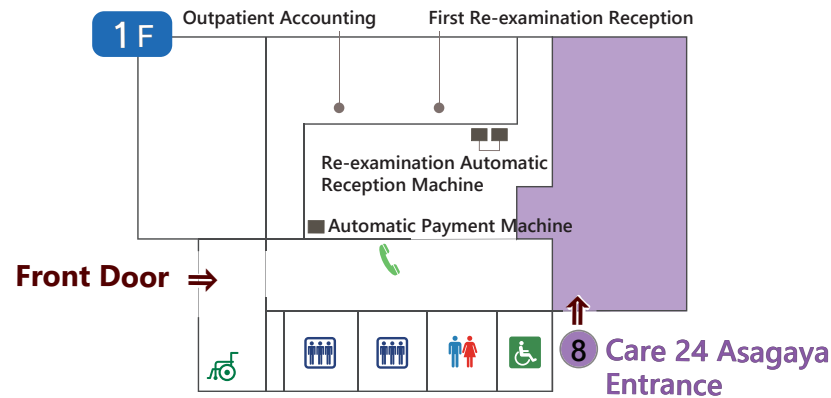 1F
Outpatient Accounting
First Re-examination Reception
Re-examination Automatic
Reception Machine
Automatic Payment Machine
Front Door ⇒
8 Care 24 Asagaya
Entrance